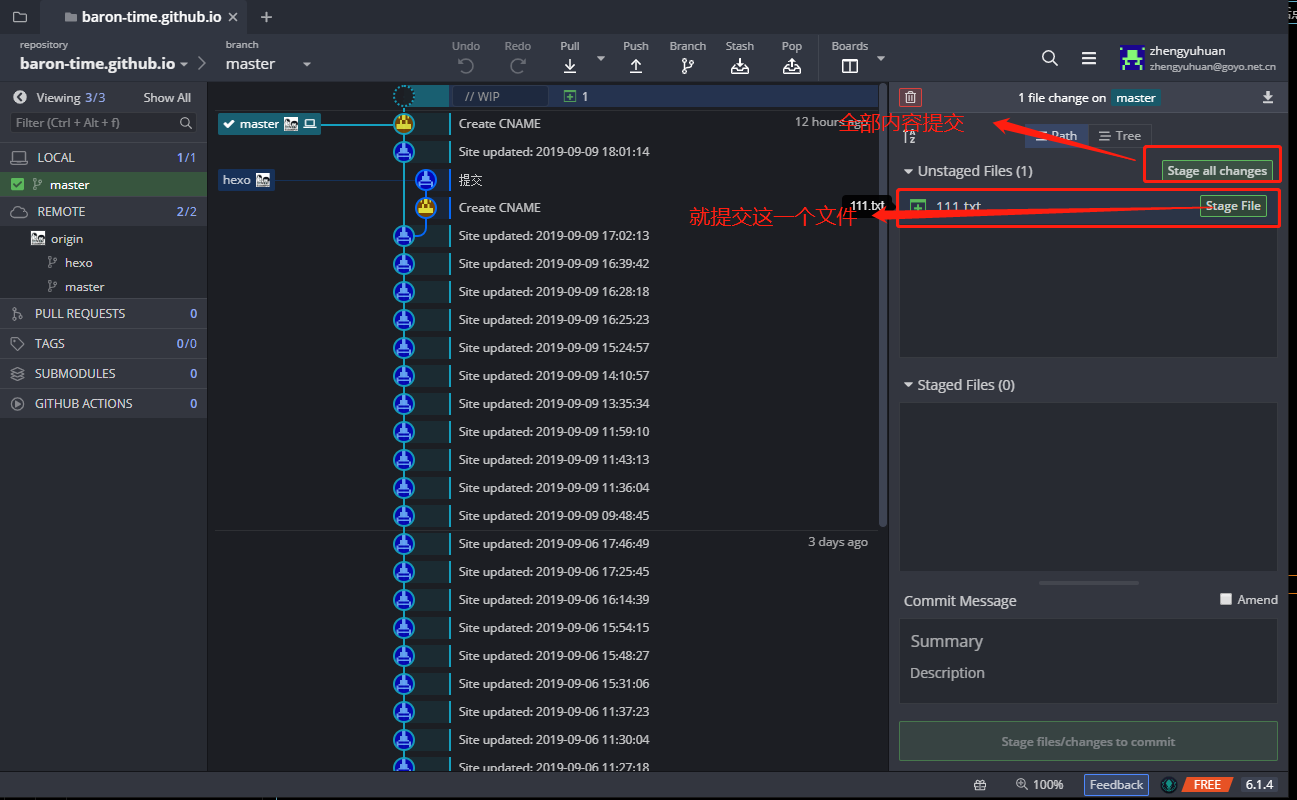 baron-time.github.io
repository
baron-time.github.io
branch
master
Undo
Redo
Pull
Push
Branch
Stash
Pop
Boards
zhengyuhuan
zhengyuhuan@goyo.net.cn
Viewing 3/3
Show All
Filter (Ctrl + Alt + f)
LOCAL 1/1
master
REMOTE 2/2
origin
hexo
master
PULL REQUESTS 0
TAGS 0/0
SUBMODULES 0
GITHUB ACTIONS 0
// WIP
1
master
Create CNAME
12 hours ago
Site updated: 2019-09-09 18:01:14
hexo
提交
Create CNAME
Site updated: 2019-09-09 17:02:13
Site updated: 2019-09-09 16:39:42
Site updated: 2019-09-09 16:28:18
Site updated: 2019-09-09 16:25:23
Site updated: 2019-09-09 15:24:57
Site updated: 2019-09-09 14:10:57
Site updated: 2019-09-09 13:35:34
Site updated: 2019-09-09 11:59:10
Site updated: 2019-09-09 11:43:13
Site updated: 2019-09-09 11:36:04
Site updated: 2019-09-09 09:48:45
Site updated: 2019-09-06 17:46:49
3 days ago
Site updated: 2019-09-06 17:25:45
Site updated: 2019-09-06 16:14:39
Site updated: 2019-09-06 15:54:15
Site updated: 2019-09-06 15:48:27
Site updated: 2019-09-06 15:31:06
Site updated: 2019-09-06 11:37:23
Site updated: 2019-09-06 11:30:04
Site updated: 2019-09-06 11:27:18
1 file change on master
全部内容提交
Path
Tree
Unstaged Files (1)
Stage all changes
111.txt
111.txt
Stage File
就提交这一个文件
Staged Files (0)
Commit Message
Amend
Summary
Description
Stage files/changes to commit
100%
Feedback
FREE
6.1.4